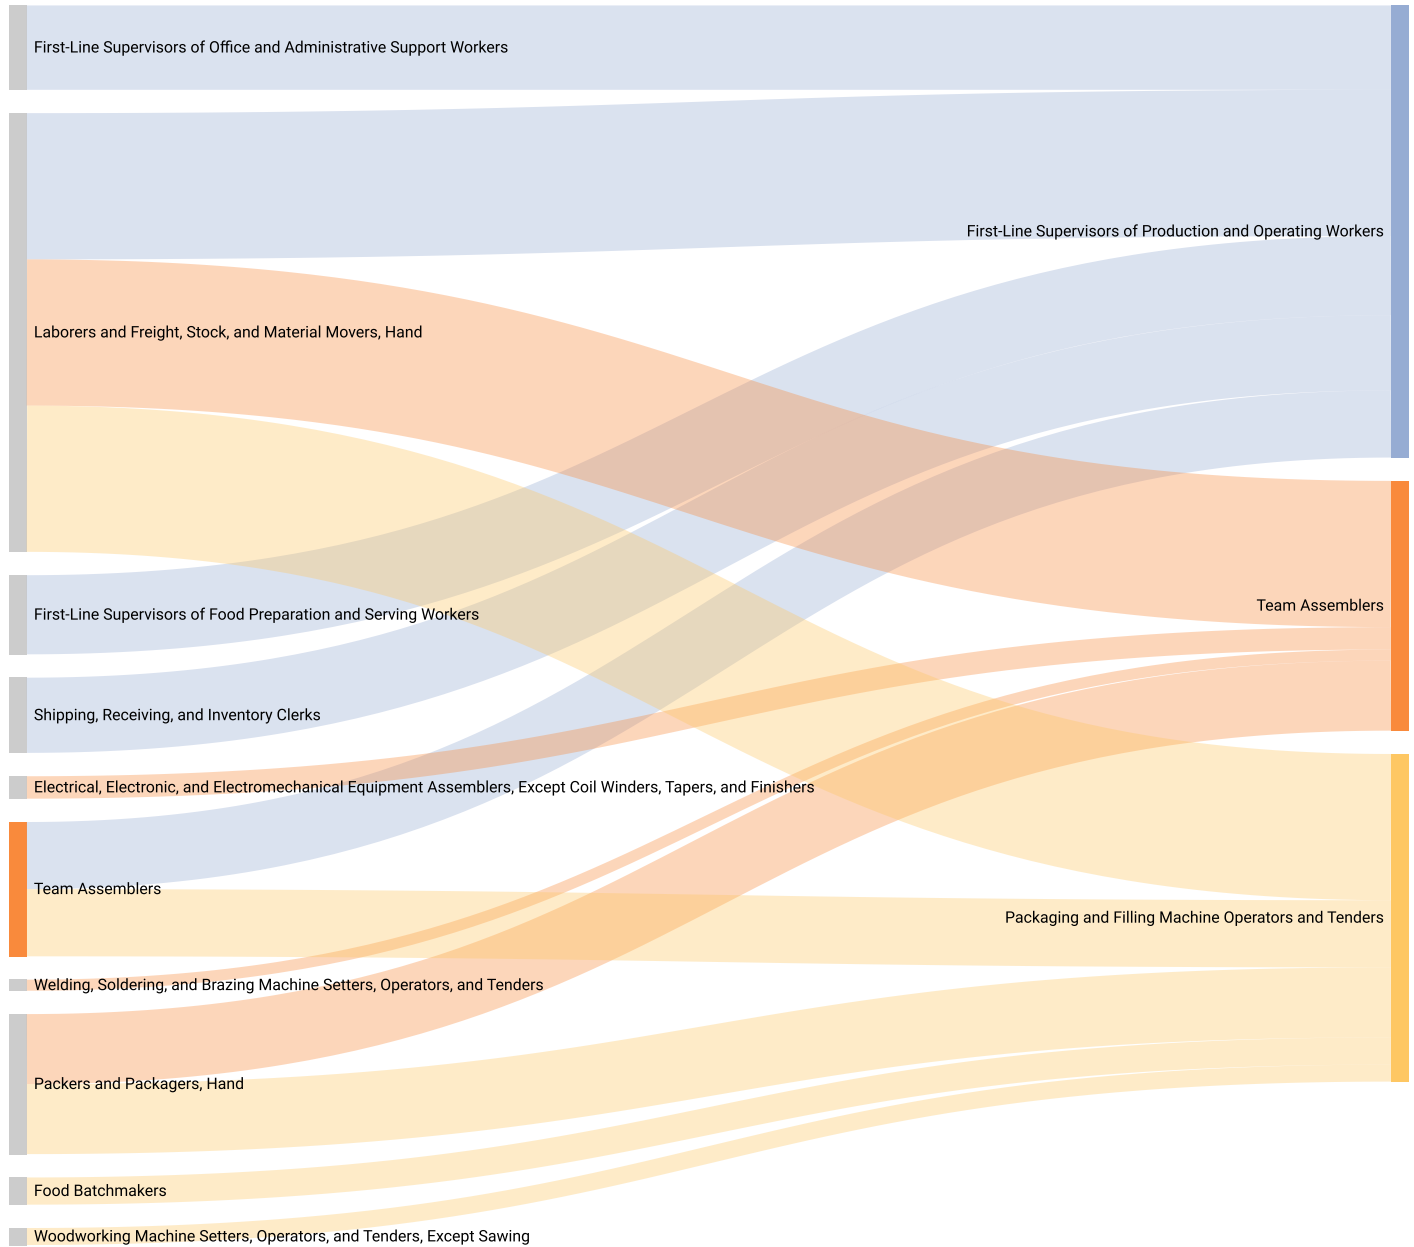 First-Line Supervisors of Office and Administrative Support Workers
First-Line Supervisors of Production and Operating Workers
Laborers and Freight, Stock, and Material Movers, Hand
Team Assemblers
First-Line Supervisors of Food Preparation and Serving Workers
Shipping, Receiving, and Inventory Clerks
Electrical, Electronic, and Electromechanical Equipment Assemblers, Except Coil Winders, Tapers, and Finishers
Team Assemblers
Packaging and Filling Machine Operators and Tenders
Welding, Soldering, and Brazing Machine Setters, Operators, and Tenders
Packers and Packagers, Hand
Food Batchmakers
Woodworking Machine Setters, Operators, and Tenders, Except Sawing